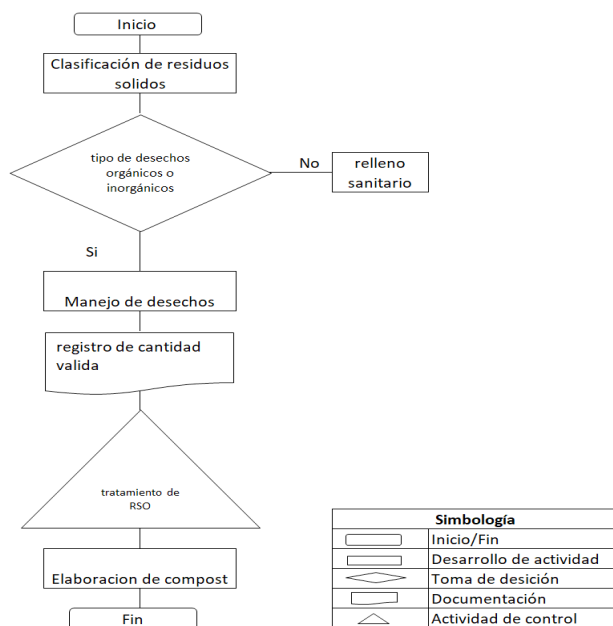 Inicio
Clasificación de residuos
solidos
tipo de desechos
orgánicos o
inorgánicos
No
relleno
sanitario
Si
Manejo de desechos
registro de cantidad
valida
tratamiento de
RSO
Elaboracion de compost
Fin
Simbología
Inicio/Fin
Desarrollo de actividad
Toma de desición
Documentación
Actividad de control